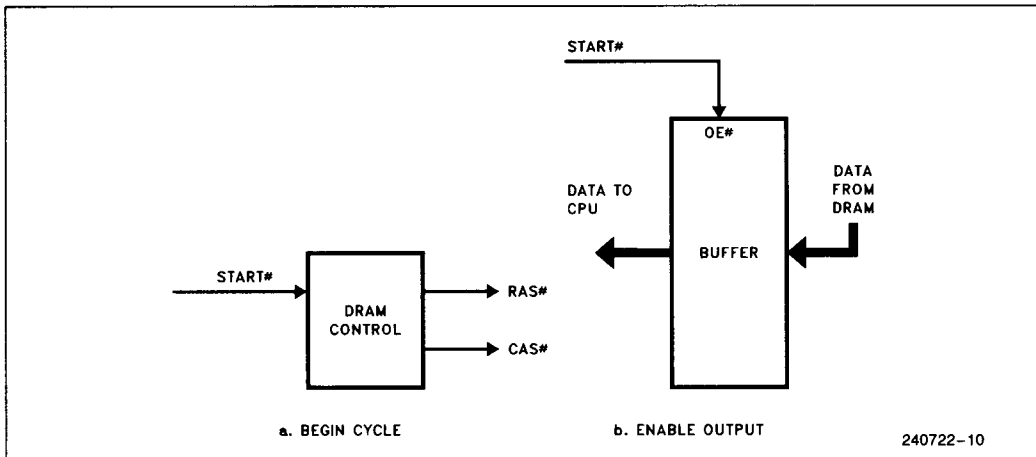 START#
DRAM
CONTROL
RAS#
CAS#
a. BEGIN CYCLE
START#
OE#
DATA TO
CPU
BUFFER
DATA
FROM
DRAM
b. ENABLE OUTPUT
240722-10